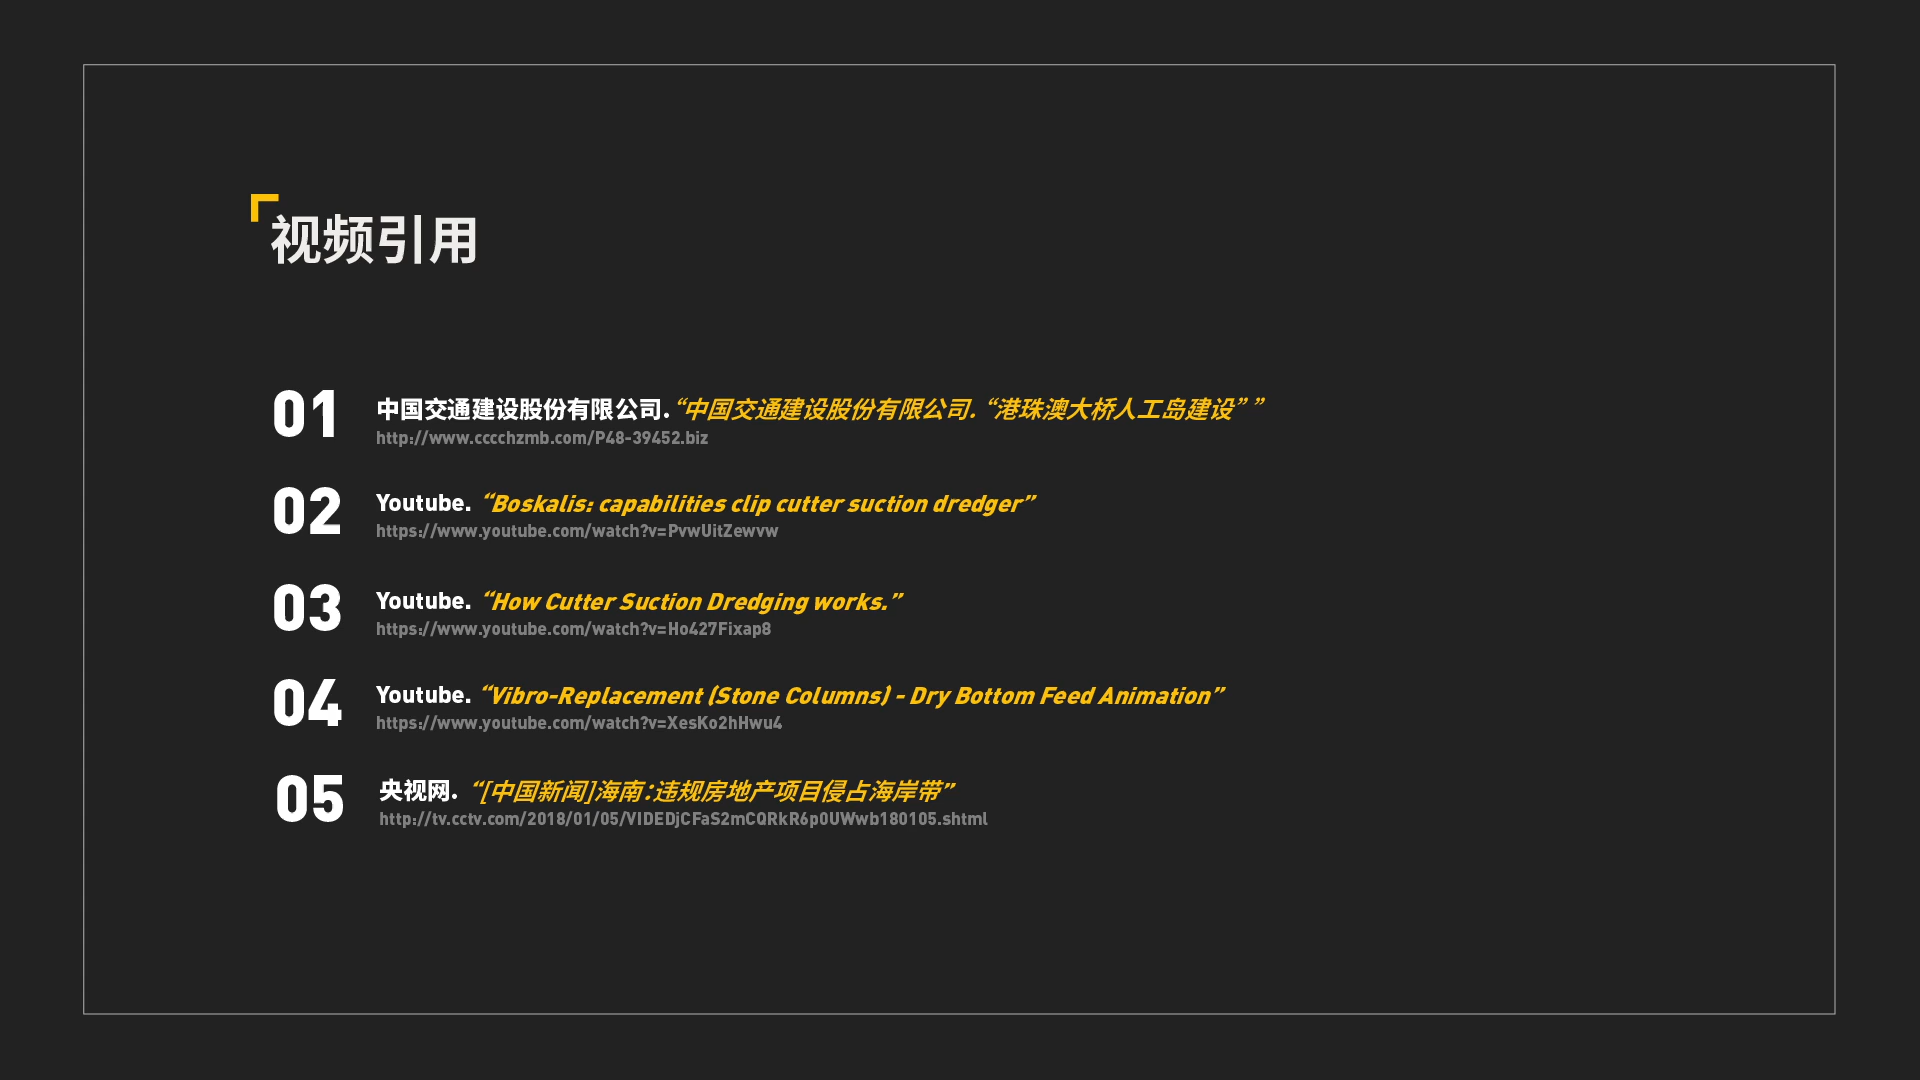 视频引用
01
中国交通建设股份有限公司. “中国交通建设股份有限公司. “港珠澳大桥人工岛建设” ”
http://www.cccchzmb.com/P48-39452.biz
02
Youtube. “Boskalis: capabilities clip cutter suction dredger”
https://www.youtube.com/watch?v=PvwUitZewvw
03
Youtube. “How Cutter Suction Dredging works.”
https://www.youtube.com/watch?v=Ho427Fixap8
04
Youtube. “Vibro-Replacement (Stone Columns) - Dry Bottom Feed Animation”
https://www.youtube.com/watch?v=XesKo2hHwu4
05
央视网. “[中国新闻]海南：违规房地产项目侵占海岸带”
http://tv.cctv.com/2018/01/05/VIDEDjCFaS2mCQRkR6p0UWwb180105.shtml